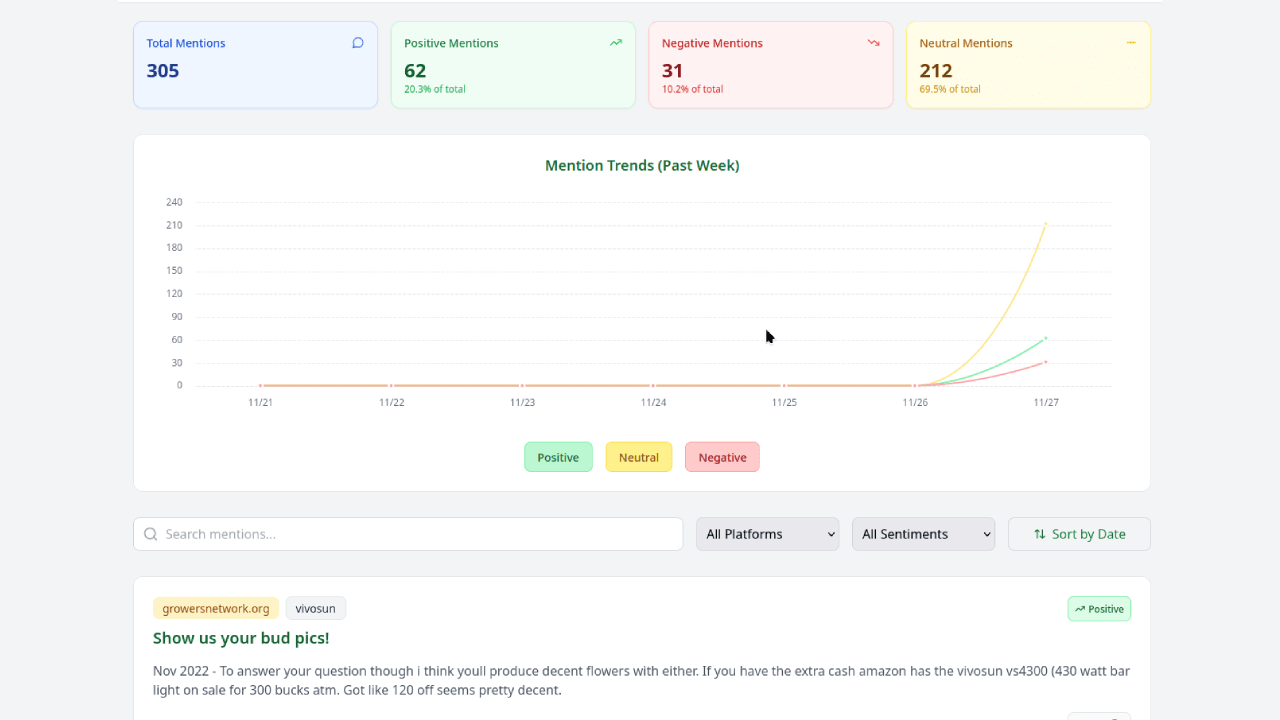 Total Mentions
305
Positive Mentions
62
20.3% of total
Negative Mentions
31
10.2% of total
Neutral Mentions
212
69.5% of total
Mention Trends (Past Week)
240
210
180
150
120
90
60
30
0
11/21 11/22 11/23 11/24 11/25 11/26 11/27
Positive Neutral Negative
Search mentions...
All Platforms
All Sentiments
Sort by Date
growersnetwork.org vivosun
Positive
Show us your bud pics!
Nov 2022 - To answer your question though i think youll produce decent flowers with either. If you have the extra cash amazon has the vivosun vs4300 (430 watt bar
light on sale for 300 bucks atm. Got like 120 off seems pretty decent.